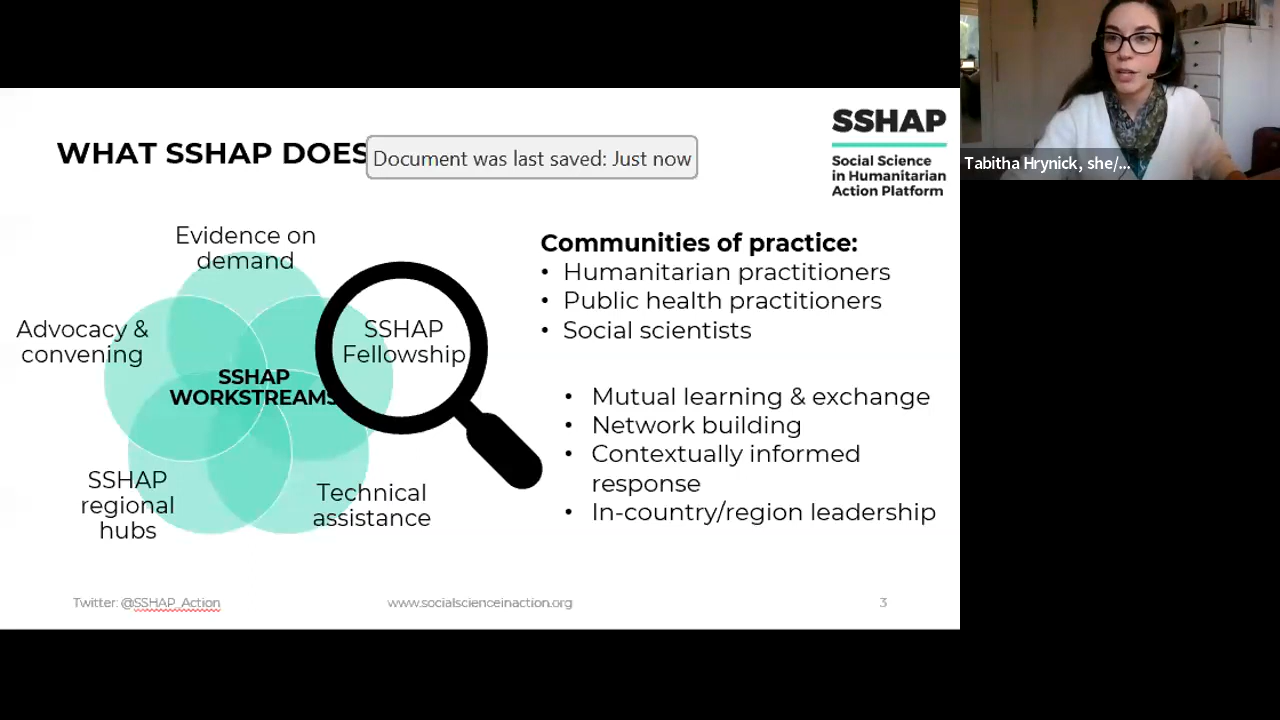 WHAT SSHAP DOES
Document was last saved: Just now
SSHAP
Social Science
in Humanitarian
Action Platform
Tabitha Hrynick, she/...
Evidence on
demand
Advocacy &
convening
SSHAP
Fellowship
SSHAP
WORKSTREAMS
SSHAP
regional
hubs
Technical
assistance
Communities of practice:
• Humanitarian practitioners
• Public health practitioners
• Social scientists
• Mutual learning & exchange
• Network building
• Contextually informed
response
• In-country/region leadership
Twitter: @SSHAP_Action
www.socialscienceinaction.org
3